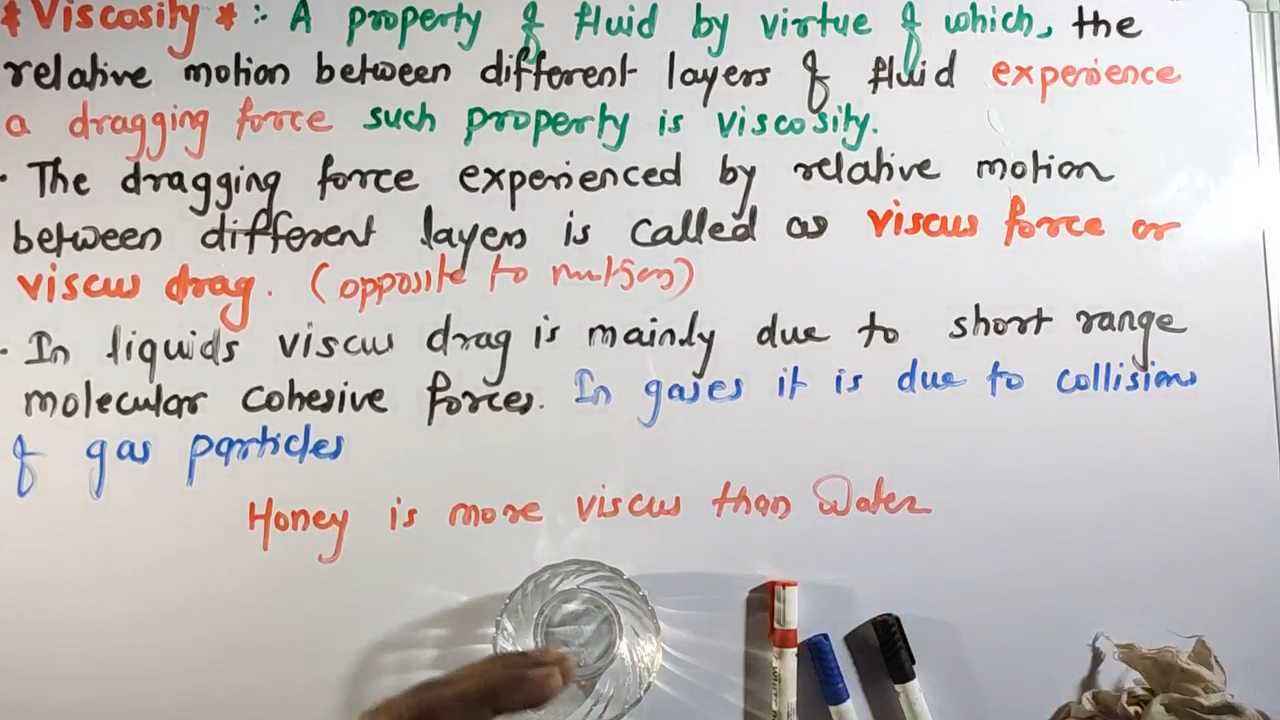 * Viscosity * :- A property of fluid by virtue of which, the
relative motion between different layers of fluid experience
a dragging force such property is viscosity.
· The dragging force experienced by relative motion
between different layers is called as viscus force or
viscus drag. (opposite to motion)
· In liquids viscus drag is mainly due to short range
molecular cohesive forces. In gases it is due to collisions
of gas particles
Honey is more viscus than Water